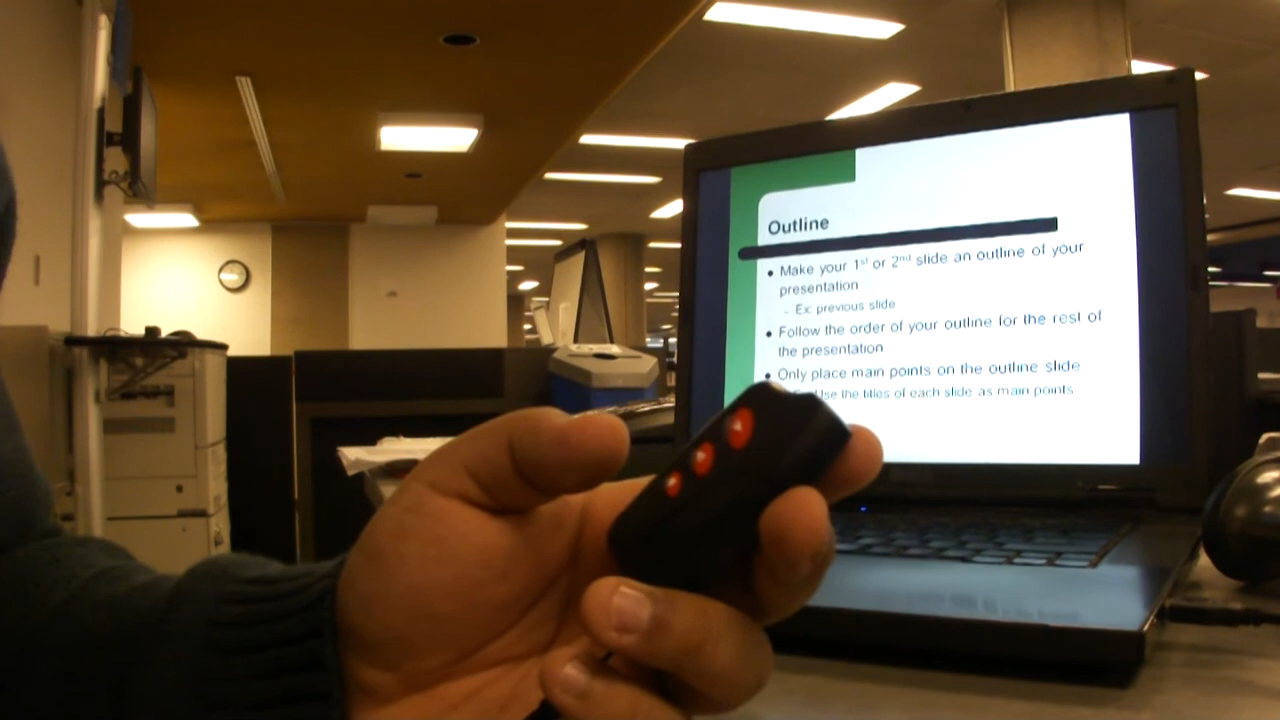 Outline
• Make your 1st or 2nd slide an outline of your
presentation
- Ex: previous slide
• Follow the order of your outline for the rest of
the presentation
• Only place main points on the outline slide
Use the titles of each slide as main points